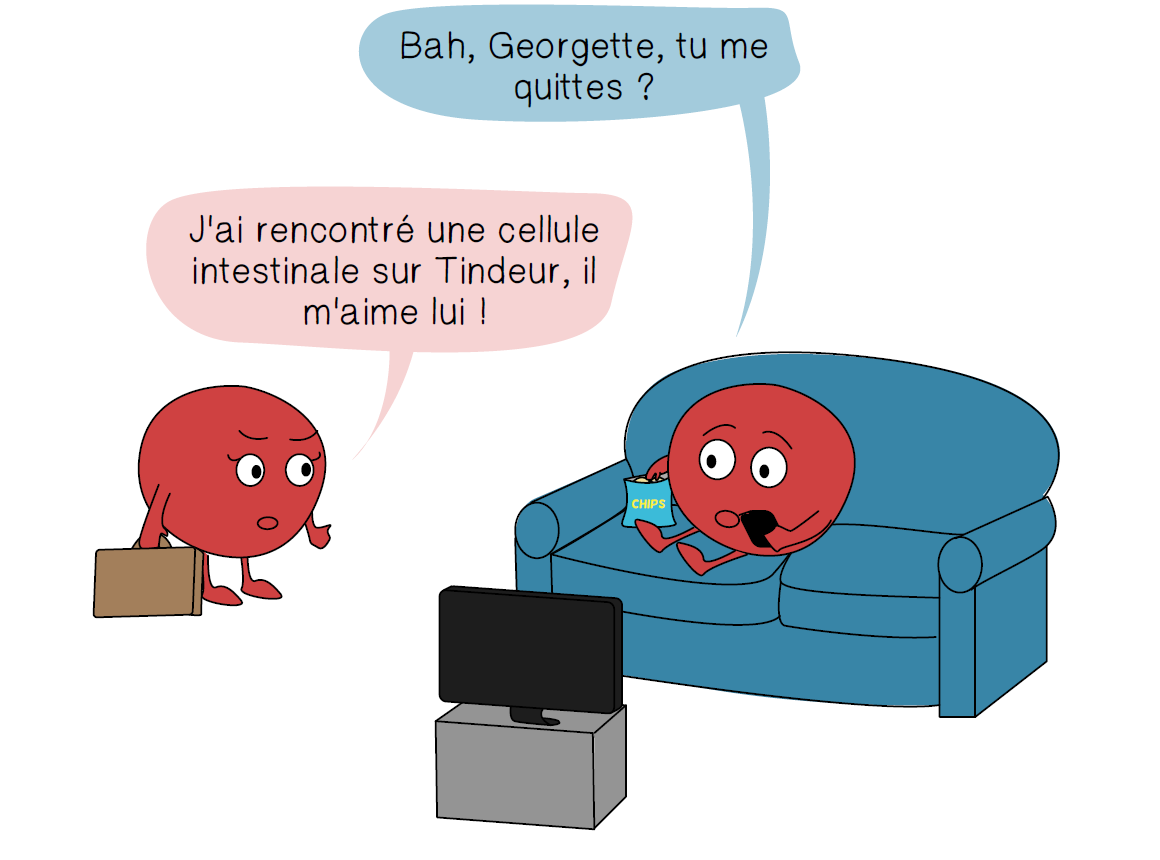 Bah, Georgette, tu me
quittes ?
J'ai rencontré une cellule
intestinale sur Tindeur, il
m'aime lui !
CHIPS